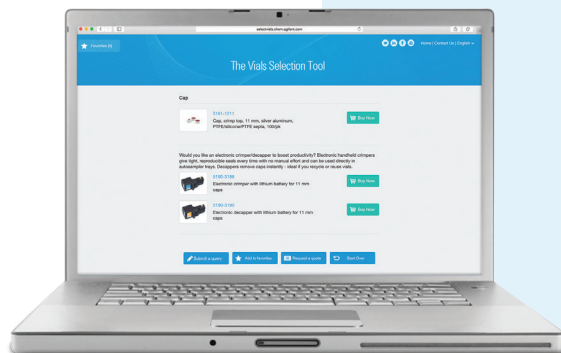 selectvials.chem.agilent.com
Favorites (0)
Home | Contact Us | English
The Vials Selection Tool
Cap
5181-1211
Cap, crimp top, 11 mm, silver aluminum,
PTFE/silicone/PTFE septa, 100/pk
Buy Now
Would you like an electronic crimper/decapper to boost productivity? Electronic handheld crimpers
give tight, reproducible seals every time with no manual effort and can be used directly in
autosampler trays. Decappers remove caps instantly - ideal if you recycle or reuse vials.
5190-3189
Electronic crimper with lithium battery for 11 mm
caps
Buy Now
5190-3190
Electronic decapper with lithium battery for 11 mm
caps
Buy Now
Submit a query
Add to favorites
Request a quote
Start Over